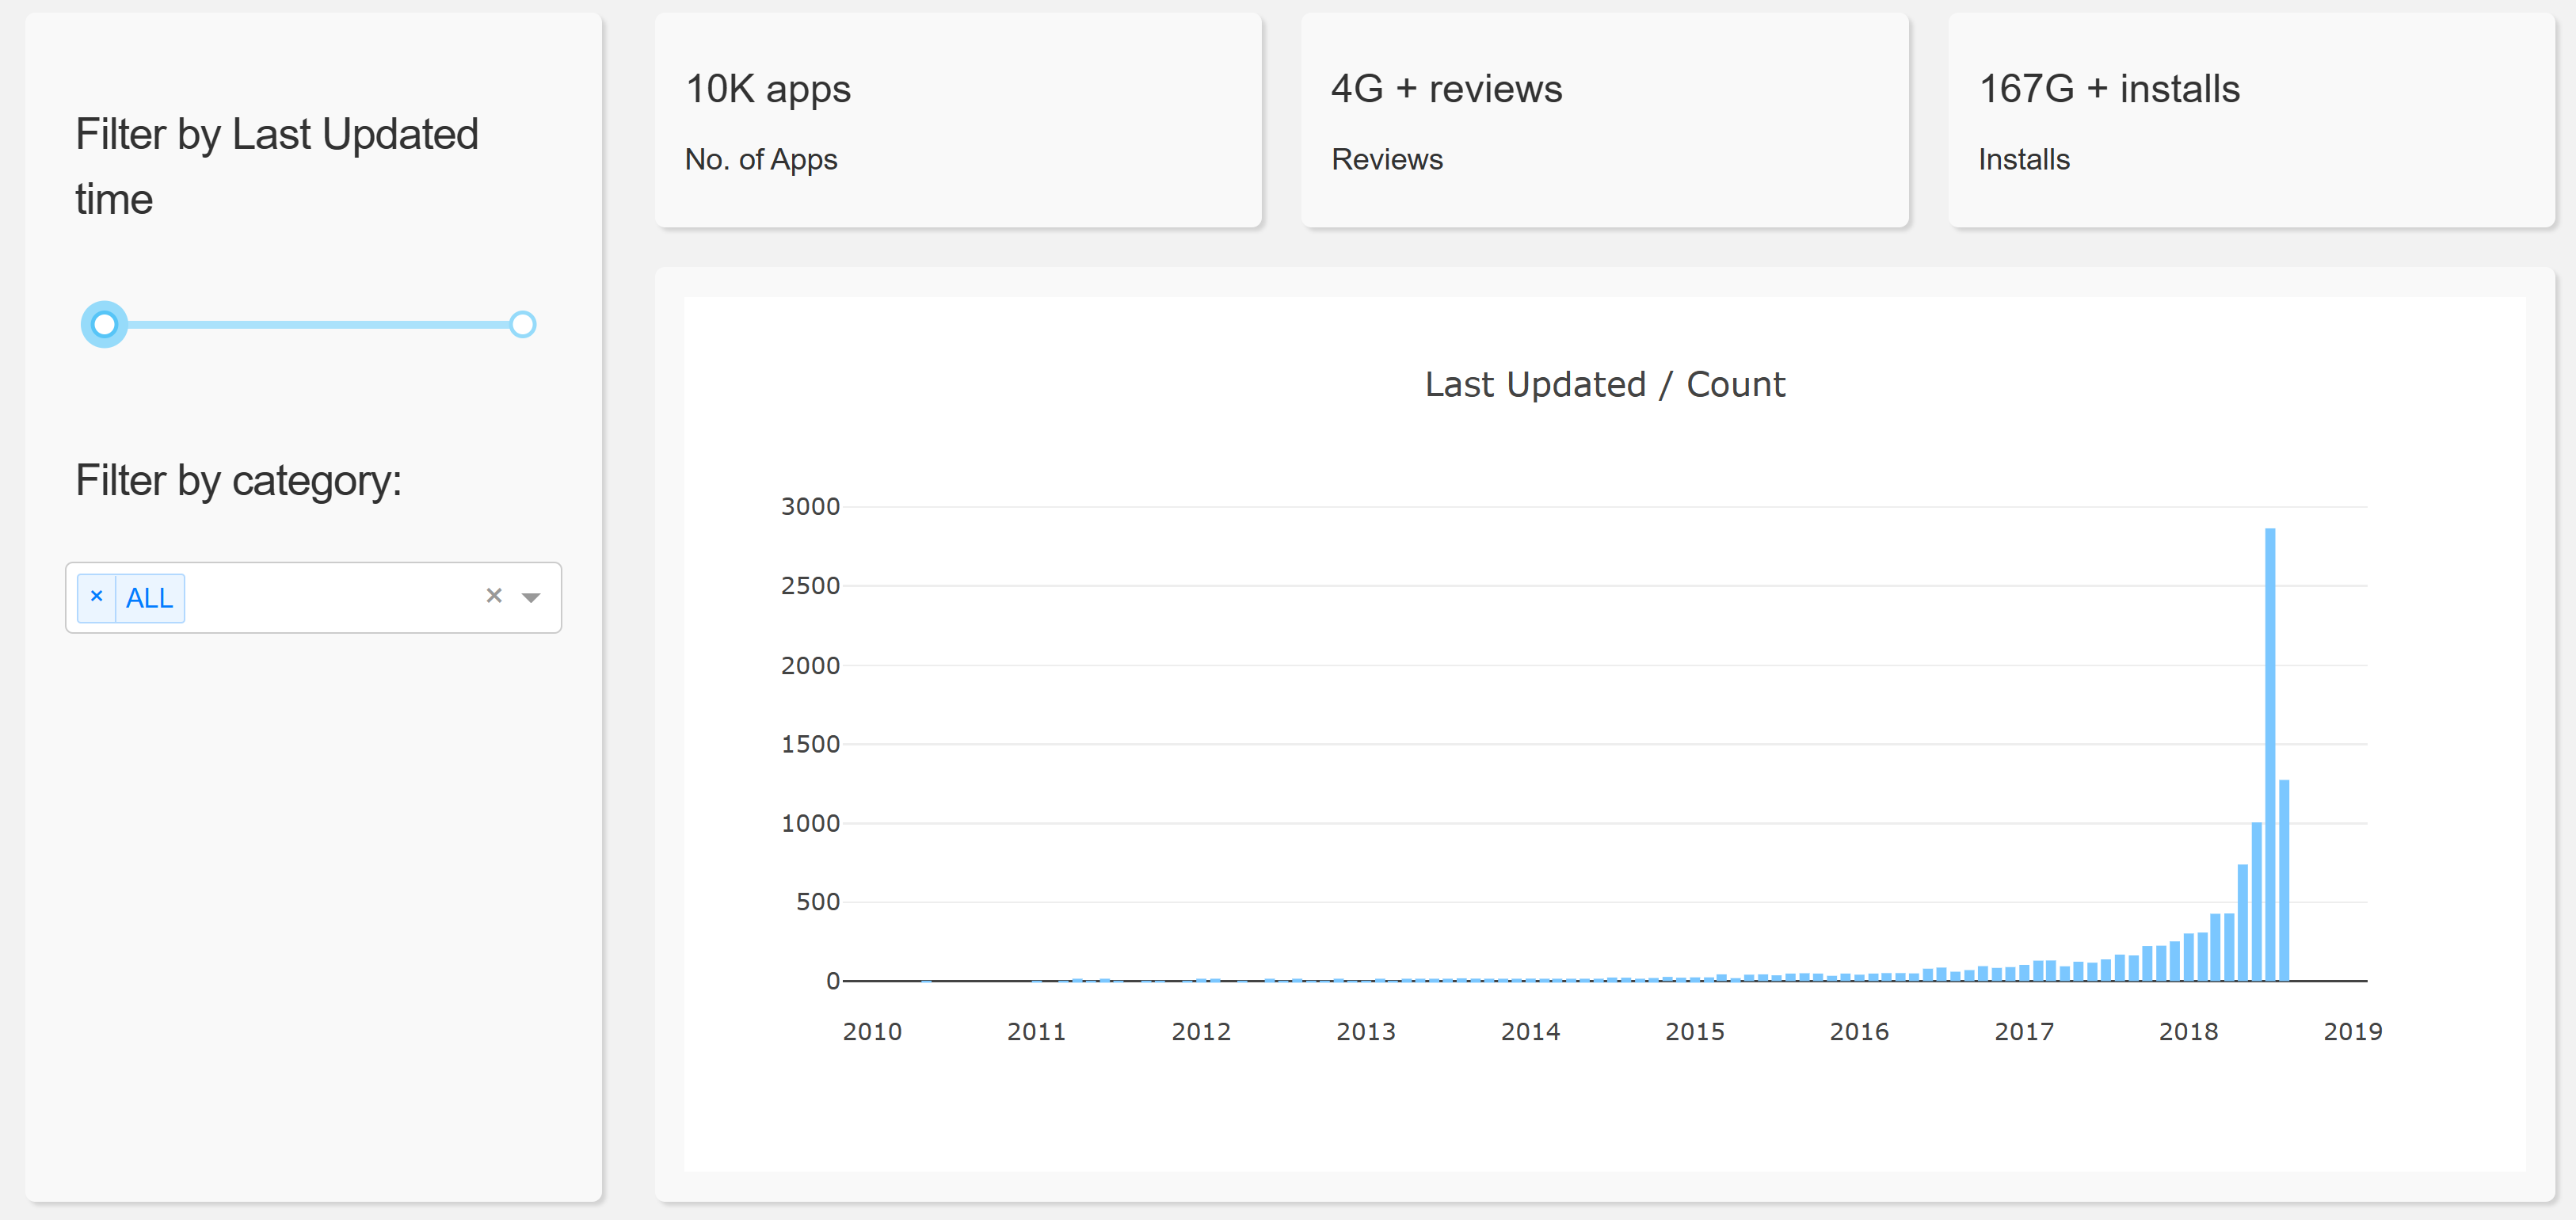 Filter by Last Updated
time
Filter by category:
× ALL × 
10K apps
No. of Apps
4G + reviews
Reviews
167G + installs
Installs
Last Updated / Count
3000
2500
2000
1500
1000
500
0
2010 2011 2012 2013 2014 2015 2016 2017 2018 2019